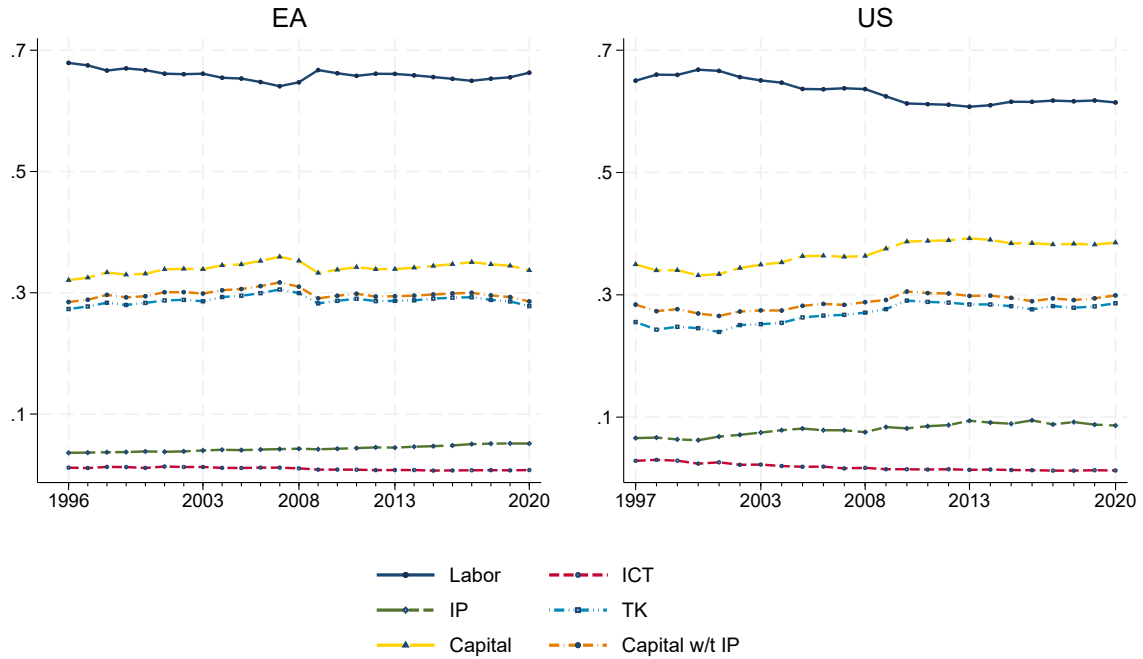 EA
US
.7
.5
.3
.1
1996
2003
2008
2013
2020
.7
.5
.3
.1
1997
2003
2008
2013
2020
Labor
ICT
IP
TK
Capital
Capital w/t IP